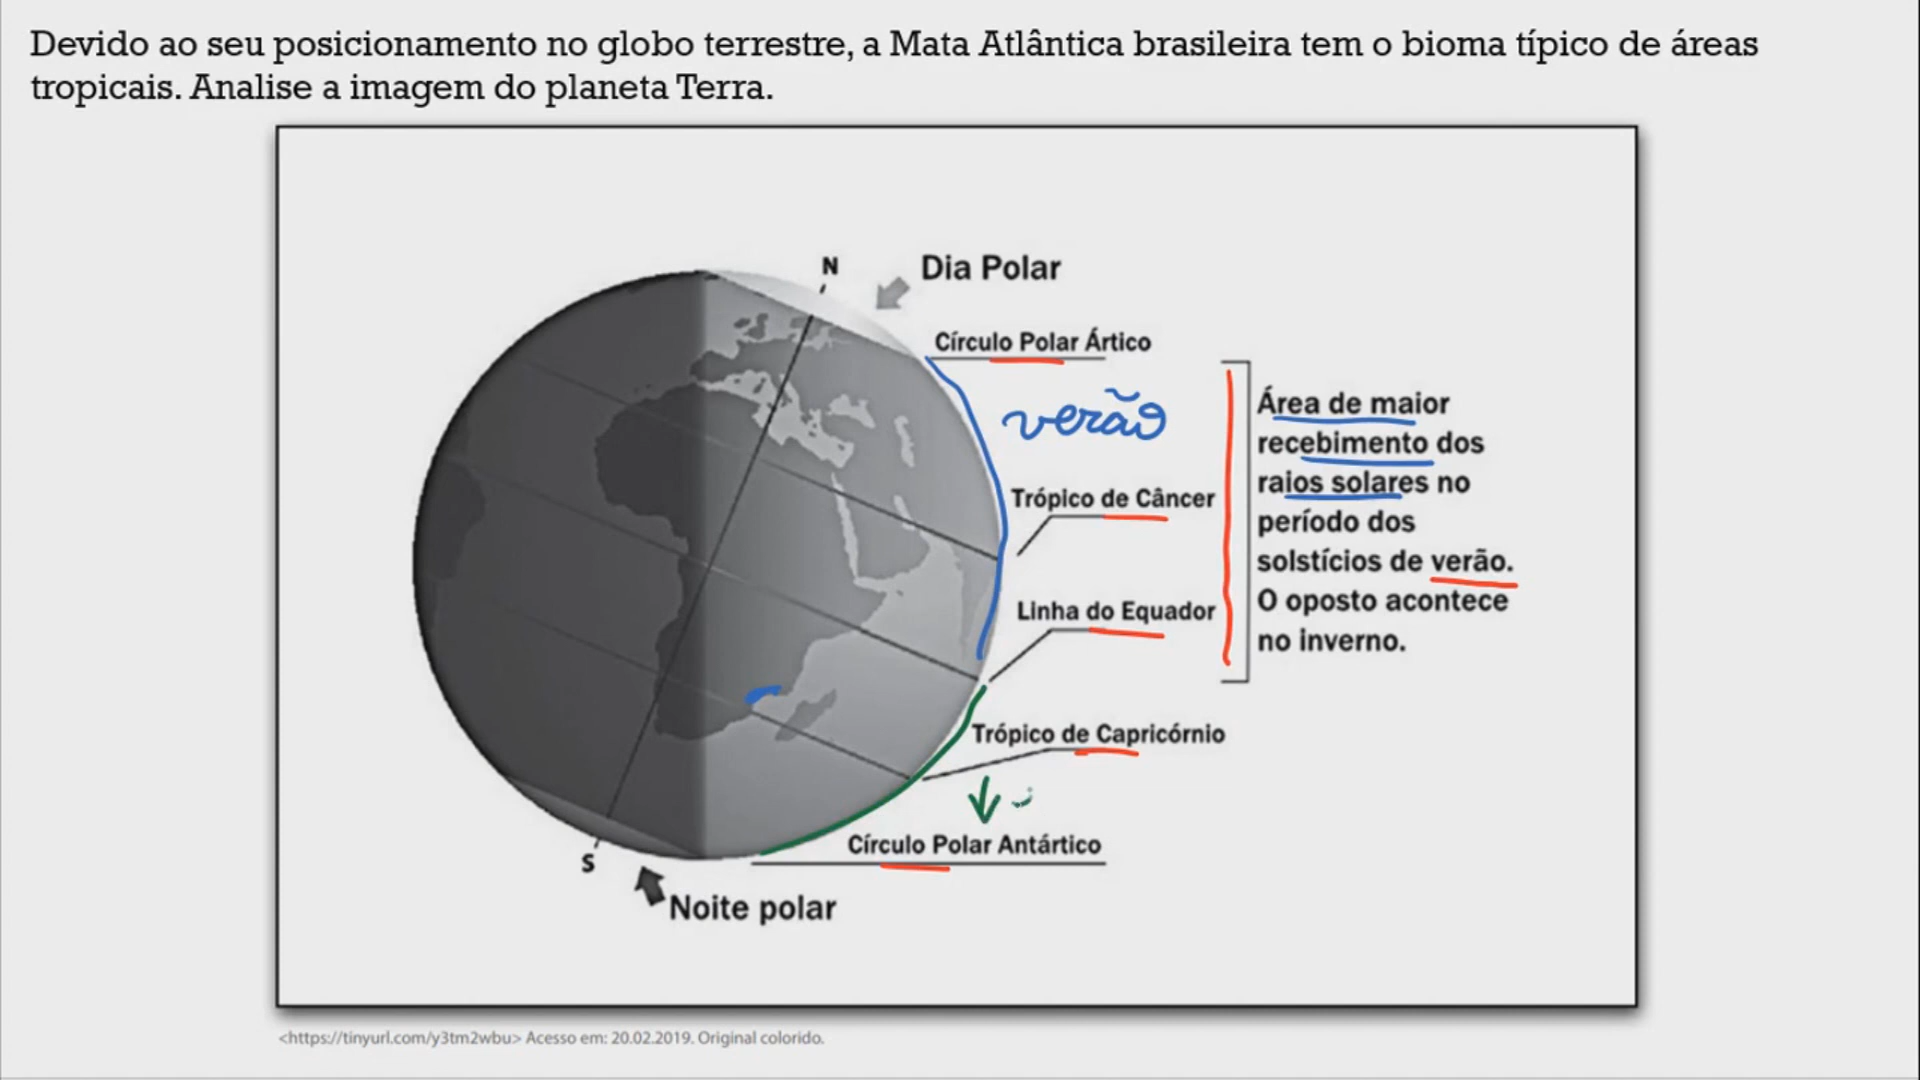 Devido ao seu posicionamento no globo terrestre, a Mata Atlântica brasileira tem o bioma típico de áreas
tropicais. Analise a imagem do planeta Terra.
N
Dia Polar
Círculo Polar Ártico
verão
Trópico de Câncer
Linha do Equador
Trópico de Capricórnio
Círculo Polar Antártico
S
Noite polar
Área de maior
recebimento dos
raios solares no
período dos
solstícios de verão.
O oposto acontece
no inverno.
<https://tinyurl.com/y3tm2wbu> Acesso em: 20.02.2019. Original colorido.